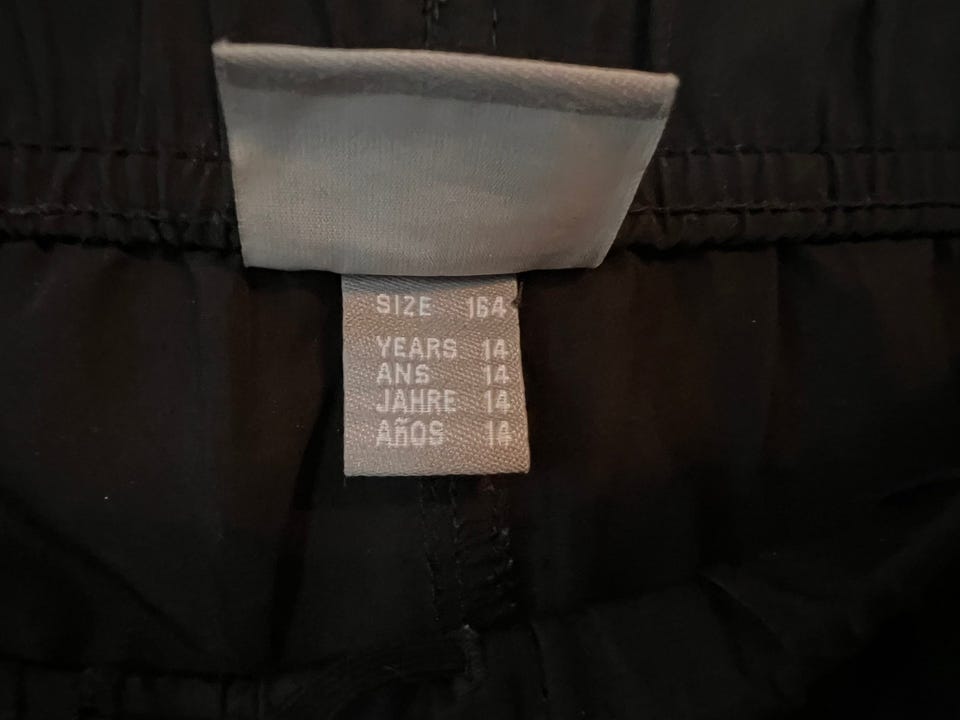 SIZE 164
YEARS 14
ANS 14
JAHRE 14
AñOS 14